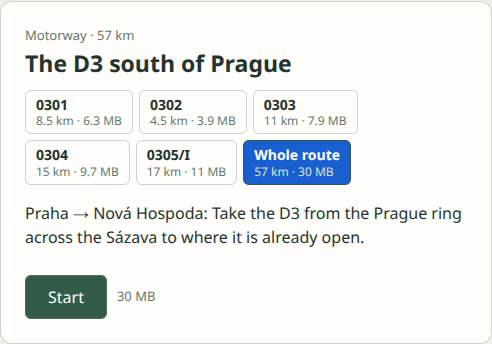 Motorway · 57 km
The D3 south of Prague
0301
8.5 km · 6.3 MB
0302
4.5 km · 3.9 MB
0303
11 km · 7.9 MB
0304
15 km · 9.7 MB
0305/I
17 km · 11 MB
Whole route
57 km · 30 MB
Praha → Nová Hospoda: Take the D3 from the Prague ring
across the Sázava to where it is already open.
Start
30 MB